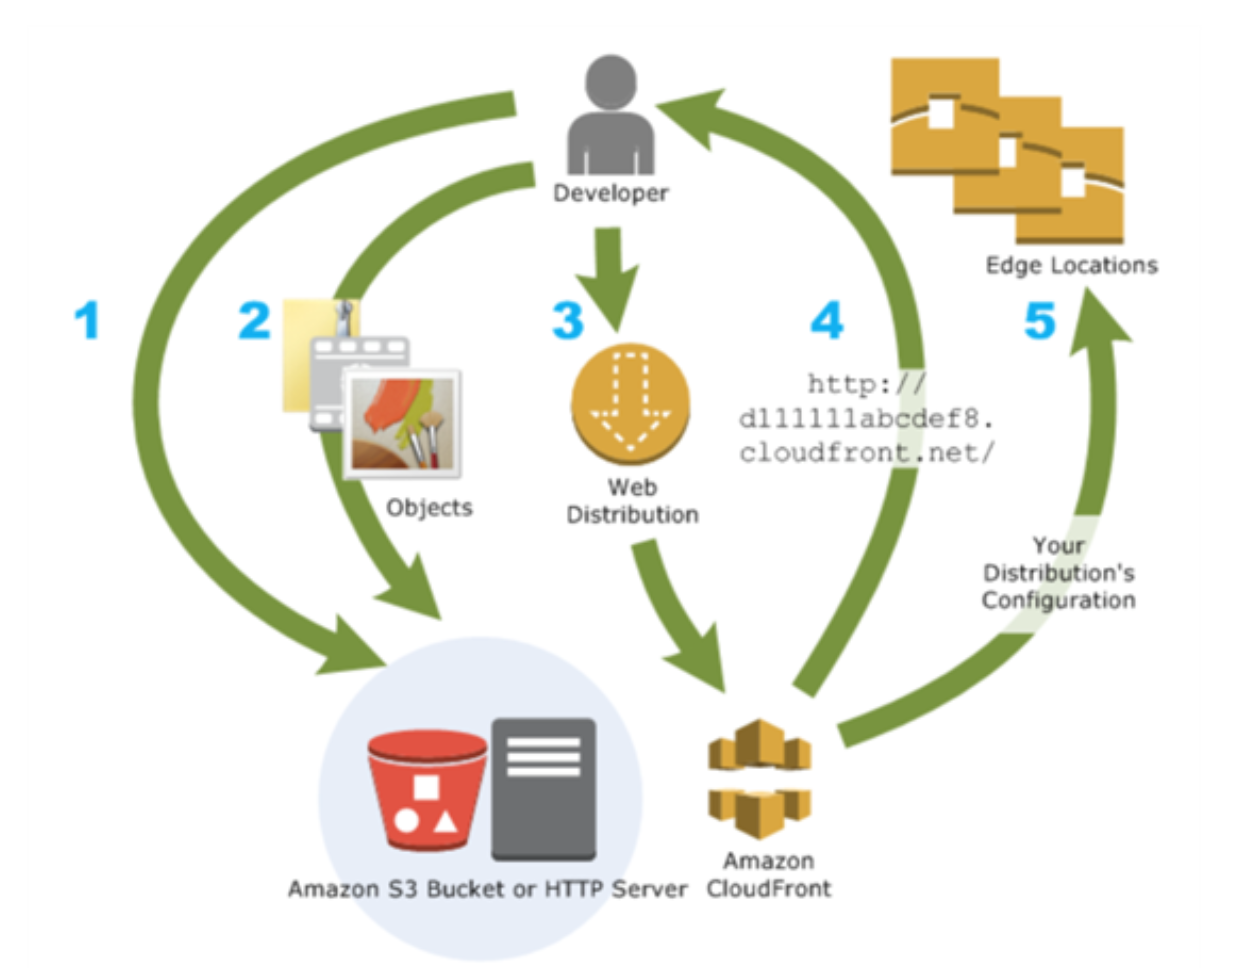 Developer
Edge Locations
1
2
3
4
5
http://
d111111abcdef8.
cloudfront.net/
Objects
Web
Distribution
Your
Distribution's
Configuration
Amazon S3 Bucket or HTTP Server
Amazon
CloudFront